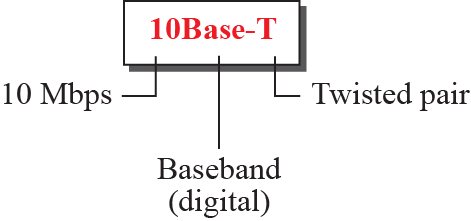 10Base-T
10 Mbps
Twisted pair
Baseband
(digital)